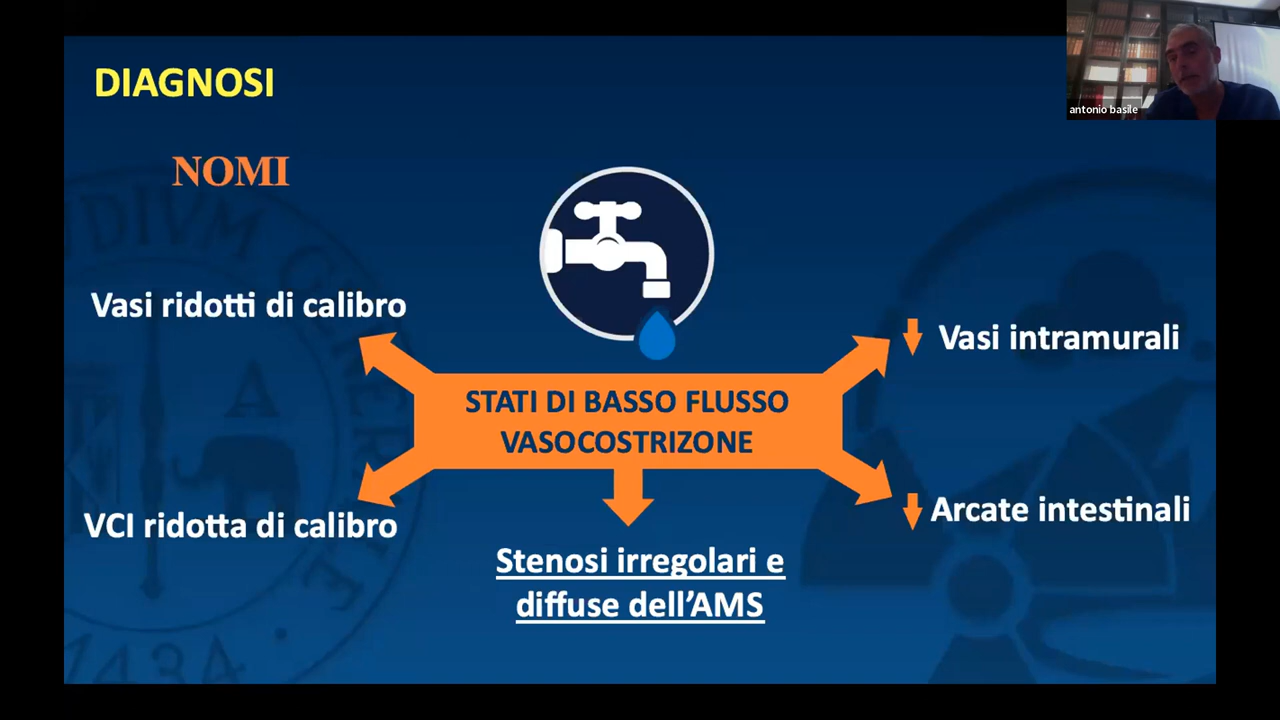 antonio basile
DIAGNOSI
NOMI
Vasi ridotti di calibro
Vasi intramurali
STATI DI BASSO FLUSSO
VASOCOSTRIZONE
VCI ridotta di calibro
Arcate intestinali
Stenosi irregolari e
diffuse dell’AMS
1434